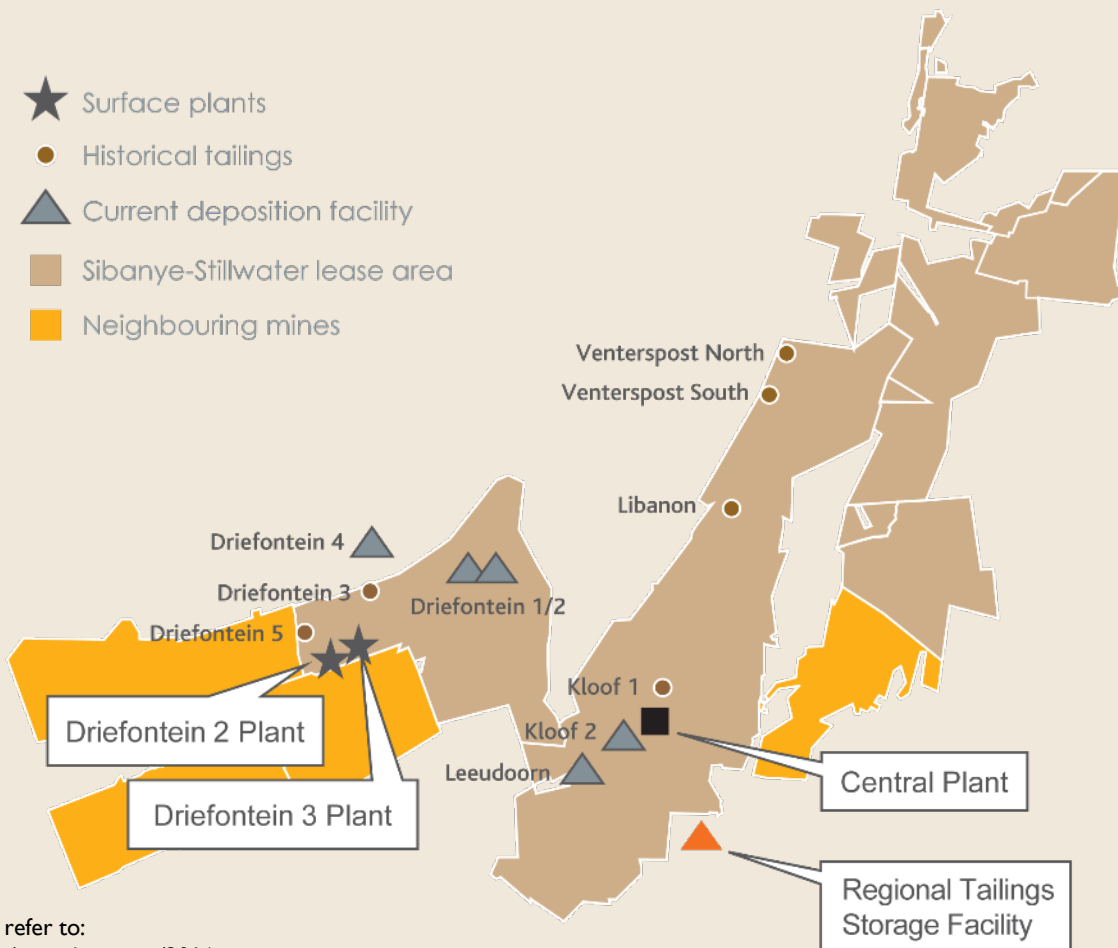 Surface plants
Historical tailings
Current deposition facility
Sibanye-Stillwater lease area
Neighbouring mines
Venterspost North
Venterspost South
Libanon
Driefontein 4
Driefontein 3
Driefontein 1/2
Driefontein 5
Kloof 1
Kloof 2
Leeudoorn
Driefontein 2 Plant
Driefontein 3 Plant
Central Plant
Regional Tailings
Storage Facility
refer to: